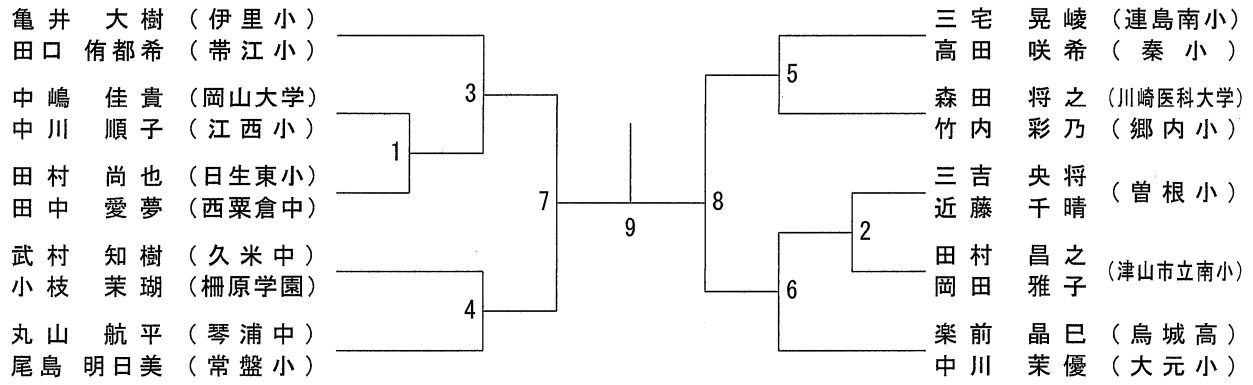 亀井 大樹 (伊里小)
田口 侑都希 (帯江小)
中嶋 佳貴 (岡山大学)
中川 順子 (江西小)
田村 尚也 (日生東小)
田中 愛夢 (西粟倉中)
武村 知樹 (久米中)
小枝 茉瑚 (柵原学園)
丸山 航平 (琴浦中)
尾島 明日美 (常盤小)
3
1
4
7
9
8
5
2
6
三宅 晃崚 (連島南小)
高田 咲希 (秦小)
森田 将之 (川崎医科大学)
竹内 彩乃 (郷内小)
三吉 央将
近藤 千晴
(曽根小)
田村 昌之
岡田 雅子
(津山市立南小)
楽前 晶巳 (烏城高)
中川 茉優 (大元小)